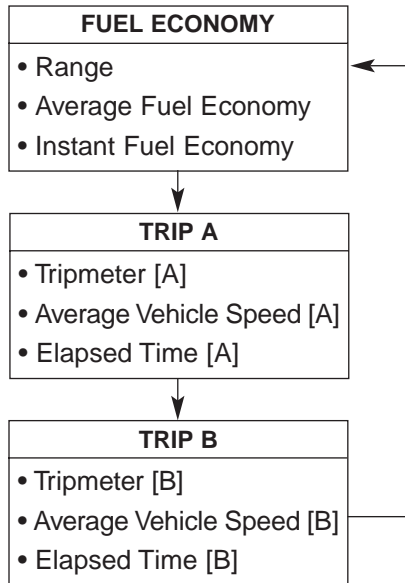 FUEL ECONOMY
• Range
• Average Fuel Economy
• Instant Fuel Economy
TRIP A
• Tripmeter [A]
• Average Vehicle Speed [A]
• Elapsed Time [A]
TRIP B
• Tripmeter [B]
• Average Vehicle Speed [B]
• Elapsed Time [B]